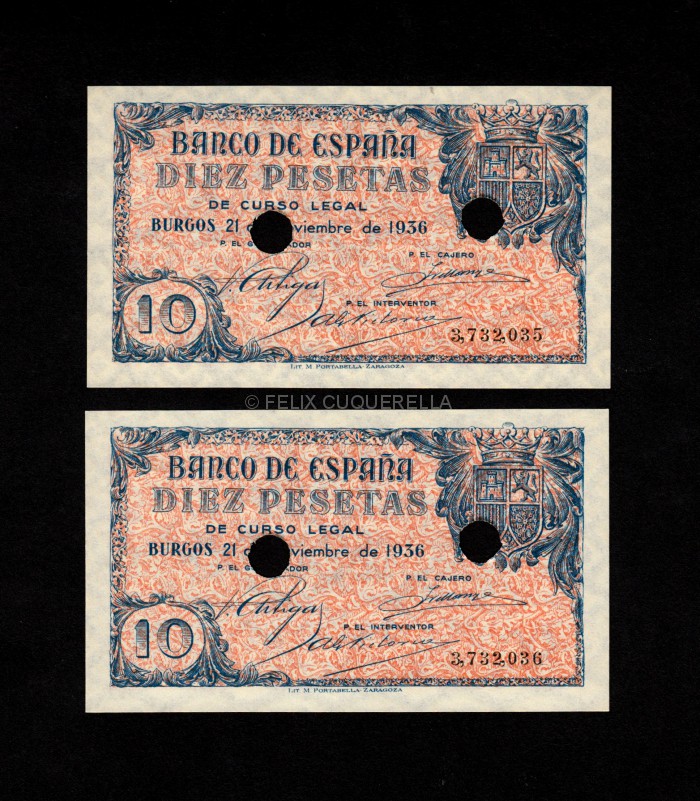 BANCO DE ESPAÑA
DIEZ PESETAS
DE CURSO LEGAL
BURGOS 21 viembre de 1936
P. EL G ADOR
P. EL CAJERO
P. EL INTERVENTOR
10
3,732,035
LIT M PORTABELLA-ZARAGOZA
© FELIX CUQUERELLA
BANCO DE ESPAÑA
DIEZ PESETAS
DE CURSO LEGAL
BURGOS 21 viembre de 1936
P. EL G ADOR
P. EL CAJERO
P. EL INTERVENTOR
10
3,732,036
LIT M PORTABELLA-ZARAGOZA